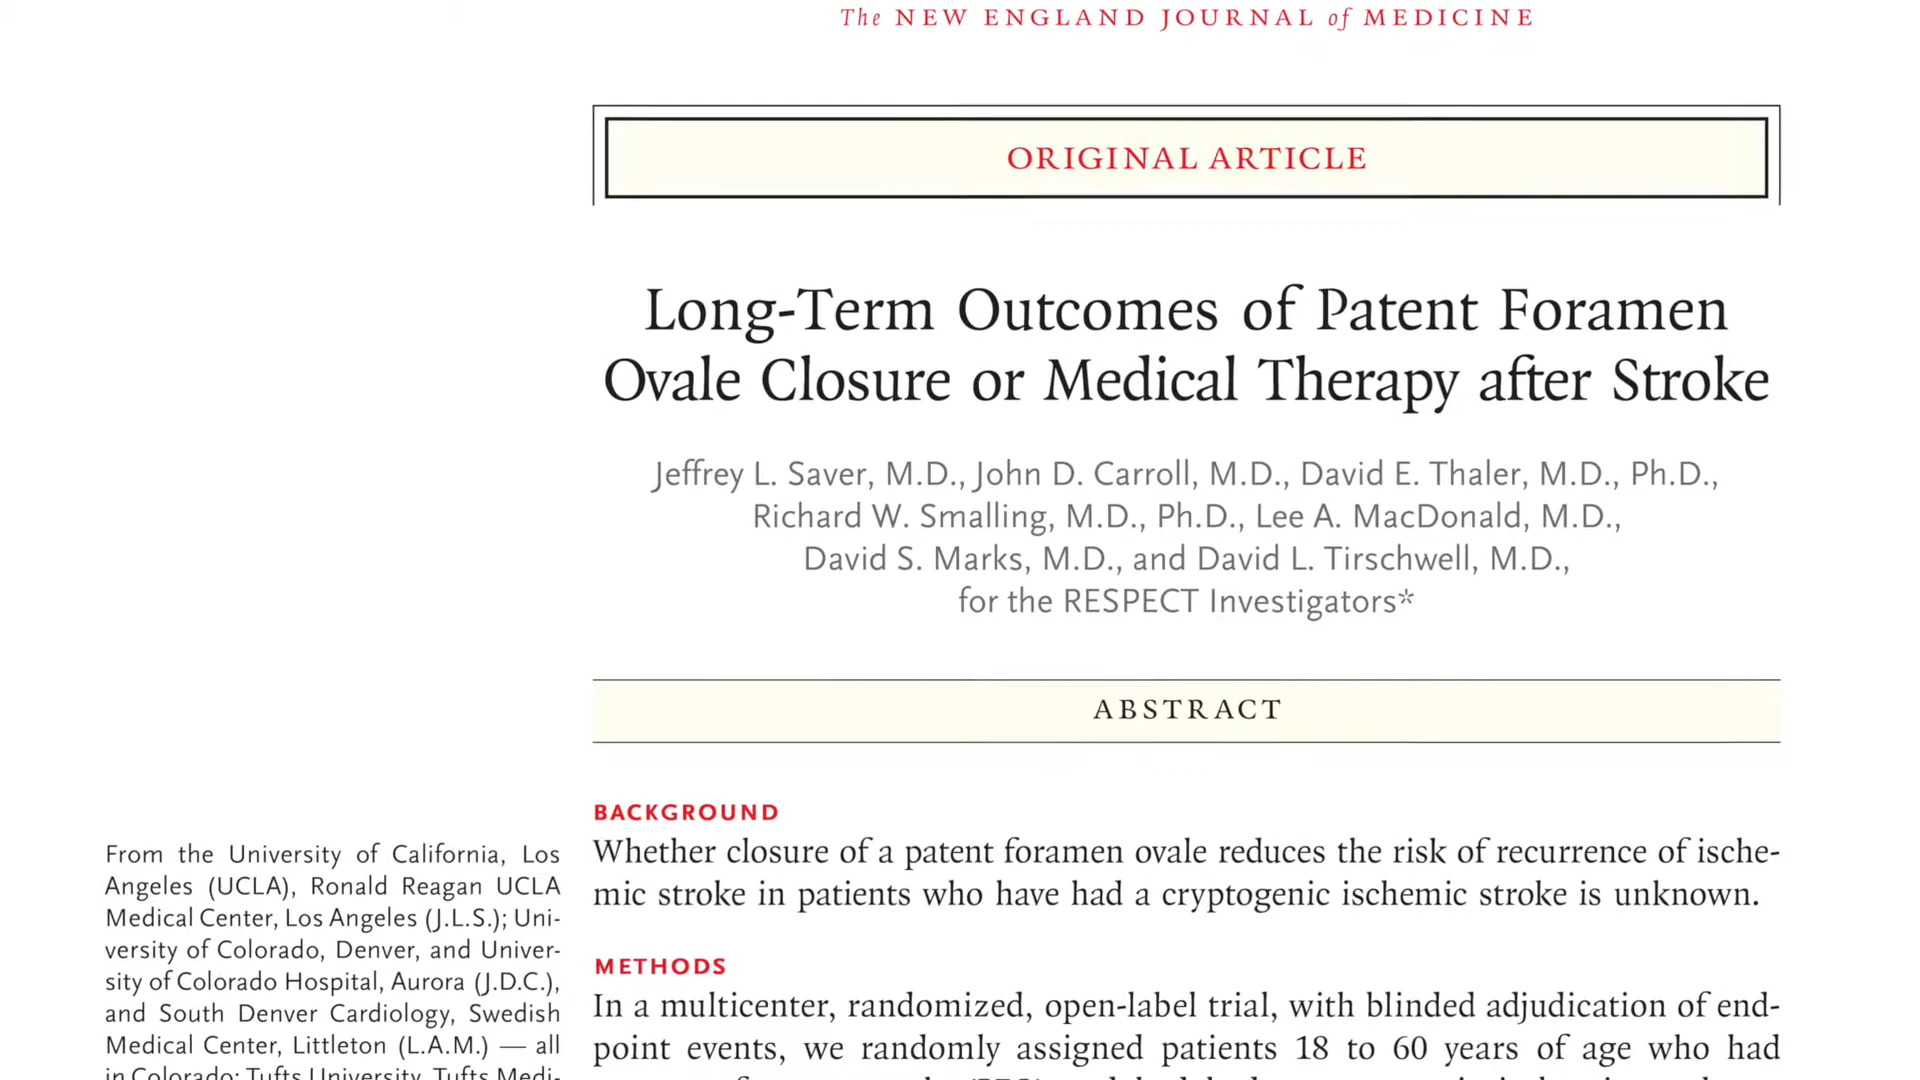 The NEW ENGLAND JOURNAL of MEDICINE
ORIGINAL ARTICLE
Long-Term Outcomes of Patent Foramen
Ovale Closure or Medical Therapy after Stroke
Jeffrey L. Saver, M.D., John D. Carroll, M.D., David E. Thaler, M.D., Ph.D.,
Richard W. Smalling, M.D., Ph.D., Lee A. MacDonald, M.D.,
David S. Marks, M.D., and David L. Tirschwell, M.D.,
for the RESPECT Investigators*
ABSTRACT
BACKGROUND
Whether closure of a patent foramen ovale reduces the risk of recurrence of ische-
mic stroke in patients who have had a cryptogenic ischemic stroke is unknown.
METHODS
In a multicenter, randomized, open-label trial, with blinded adjudication of end-
point events, we randomly assigned patients 18 to 60 years of age who had
From the University of California, Los
Angeles (UCLA), Ronald Reagan UCLA
Medical Center, Los Angeles (J.L.S.); Uni-
versity of Colorado, Denver, and Univer-
sity of Colorado Hospital, Aurora (J.D.C.),
and South Denver Cardiology, Swedish
Medical Center, Littleton (L.A.M.) — all
in Colorado; Tufts University, Tufts Medi-